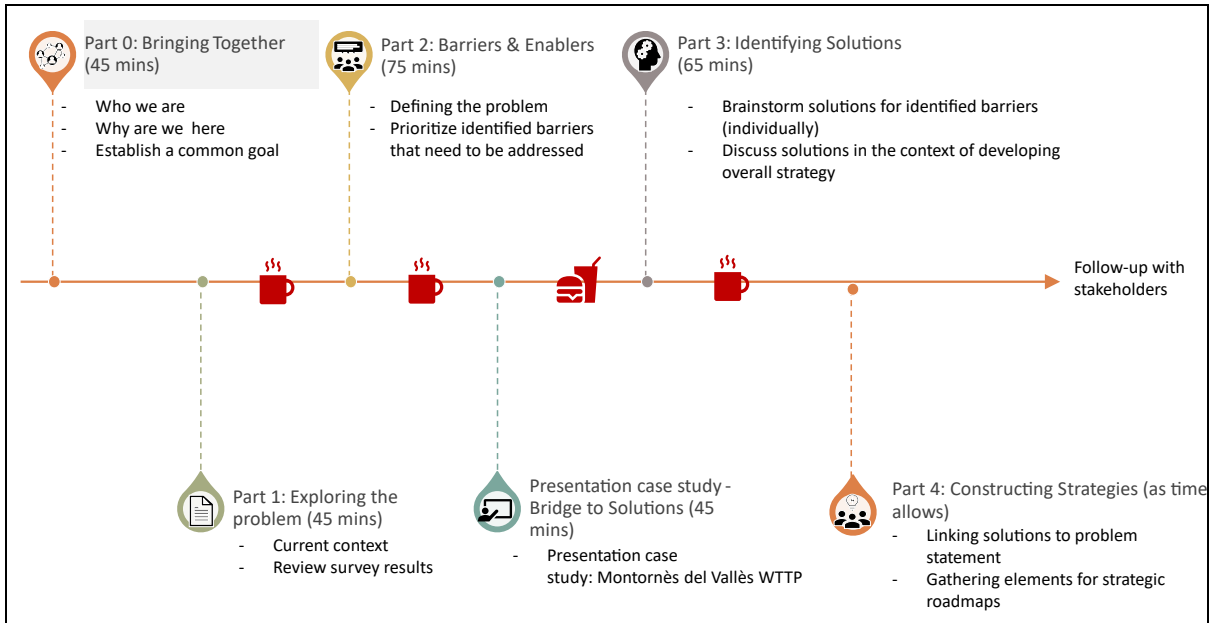 Part 0: Bringing Together
(45 mins)
- Who we are
- Why are we here
- Establish a common goal
Part 2: Barriers & Enablers
(75 mins)
- Defining the problem
- Prioritize identified barriers
that need to be addressed
Part 3: Identifying Solutions
(65 mins)
- Brainstorm solutions for identified barriers
(individually)
- Discuss solutions in the context of developing
overall strategy
Follow-up with
stakeholders
Part 1: Exploring the
problem (45 mins)
- Current context
- Review survey results
Presentation case study -
Bridge to Solutions (45
mins)
- Presentation case
study: Montornès del Vallès WTTP
Part 4: Constructing Strategies (as time
allows)
- Linking solutions to problem
statement
- Gathering elements for strategic
roadmaps